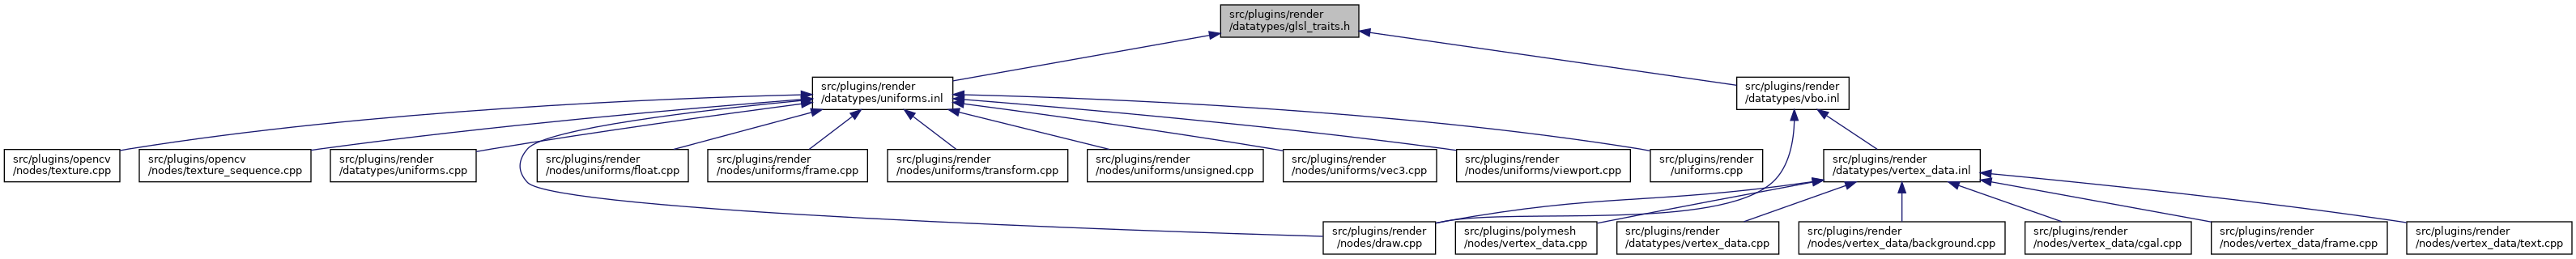 src/plugins/render
/datatypes/glsl_traits.h
src/plugins/render
/datatypes/uniforms.inl
src/plugins/render
/datatypes/vbo.inl
src/plugins/opencv
/nodes/texture.cpp
src/plugins/opencv
/nodes/texture_sequence.cpp
src/plugins/render
/datatypes/uniforms.cpp
src/plugins/render
/nodes/uniforms/float.cpp
src/plugins/render
/nodes/uniforms/frame.cpp
src/plugins/render
/nodes/uniforms/transform.cpp
src/plugins/render
/nodes/uniforms/unsigned.cpp
src/plugins/render
/nodes/uniforms/vec3.cpp
src/plugins/render
/nodes/uniforms/viewport.cpp
src/plugins/render
/uniforms.cpp
src/plugins/render
/datatypes/vertex_data.inl
src/plugins/render
/nodes/draw.cpp
src/plugins/polymesh
/nodes/vertex_data.cpp
src/plugins/render
/datatypes/vertex_data.cpp
src/plugins/render
/nodes/vertex_data/background.cpp
src/plugins/render
/nodes/vertex_data/cgal.cpp
src/plugins/render
/nodes/vertex_data/frame.cpp
src/plugins/render
/nodes/vertex_data/text.cpp